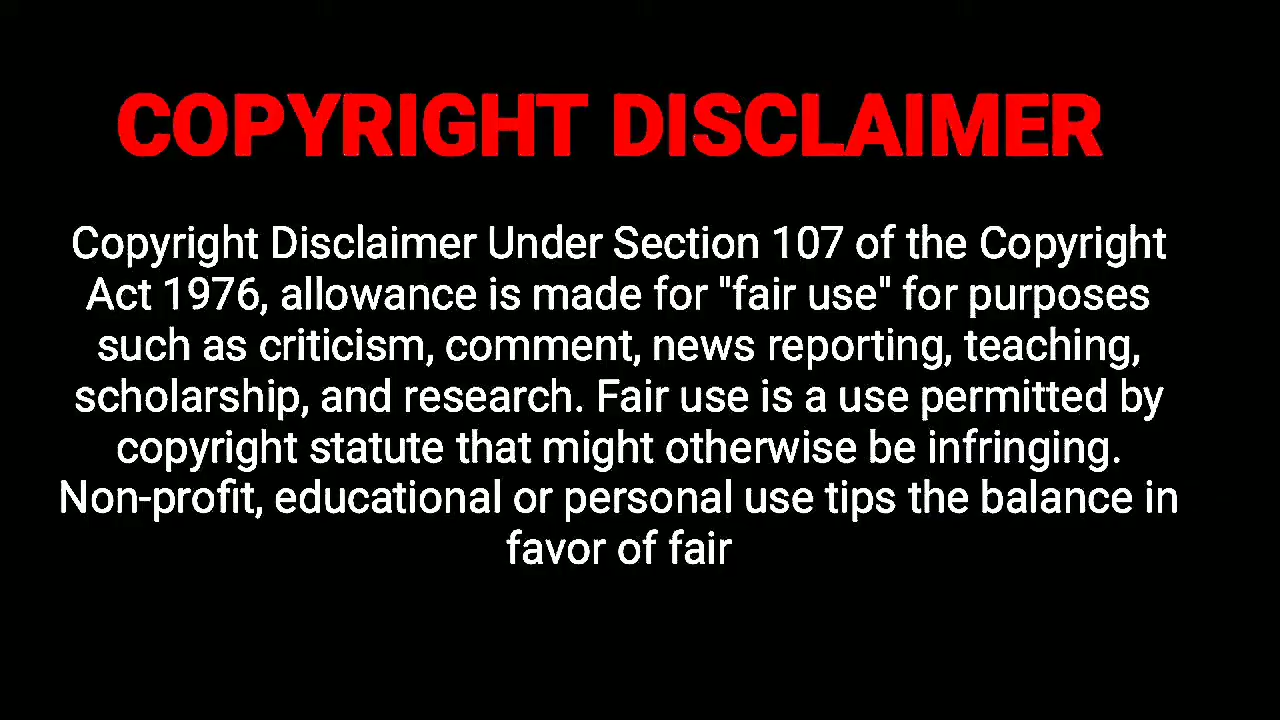 COPYRIGHT DISCLAIMER
Copyright Disclaimer Under Section 107 of the Copyright
Act 1976, allowance is made for "fair use" for purposes
such as criticism, comment, news reporting, teaching,
scholarship, and research. Fair use is a use permitted by
copyright statute that might otherwise be infringing.
Non-profit, educational or personal use tips the balance in
favor of fair